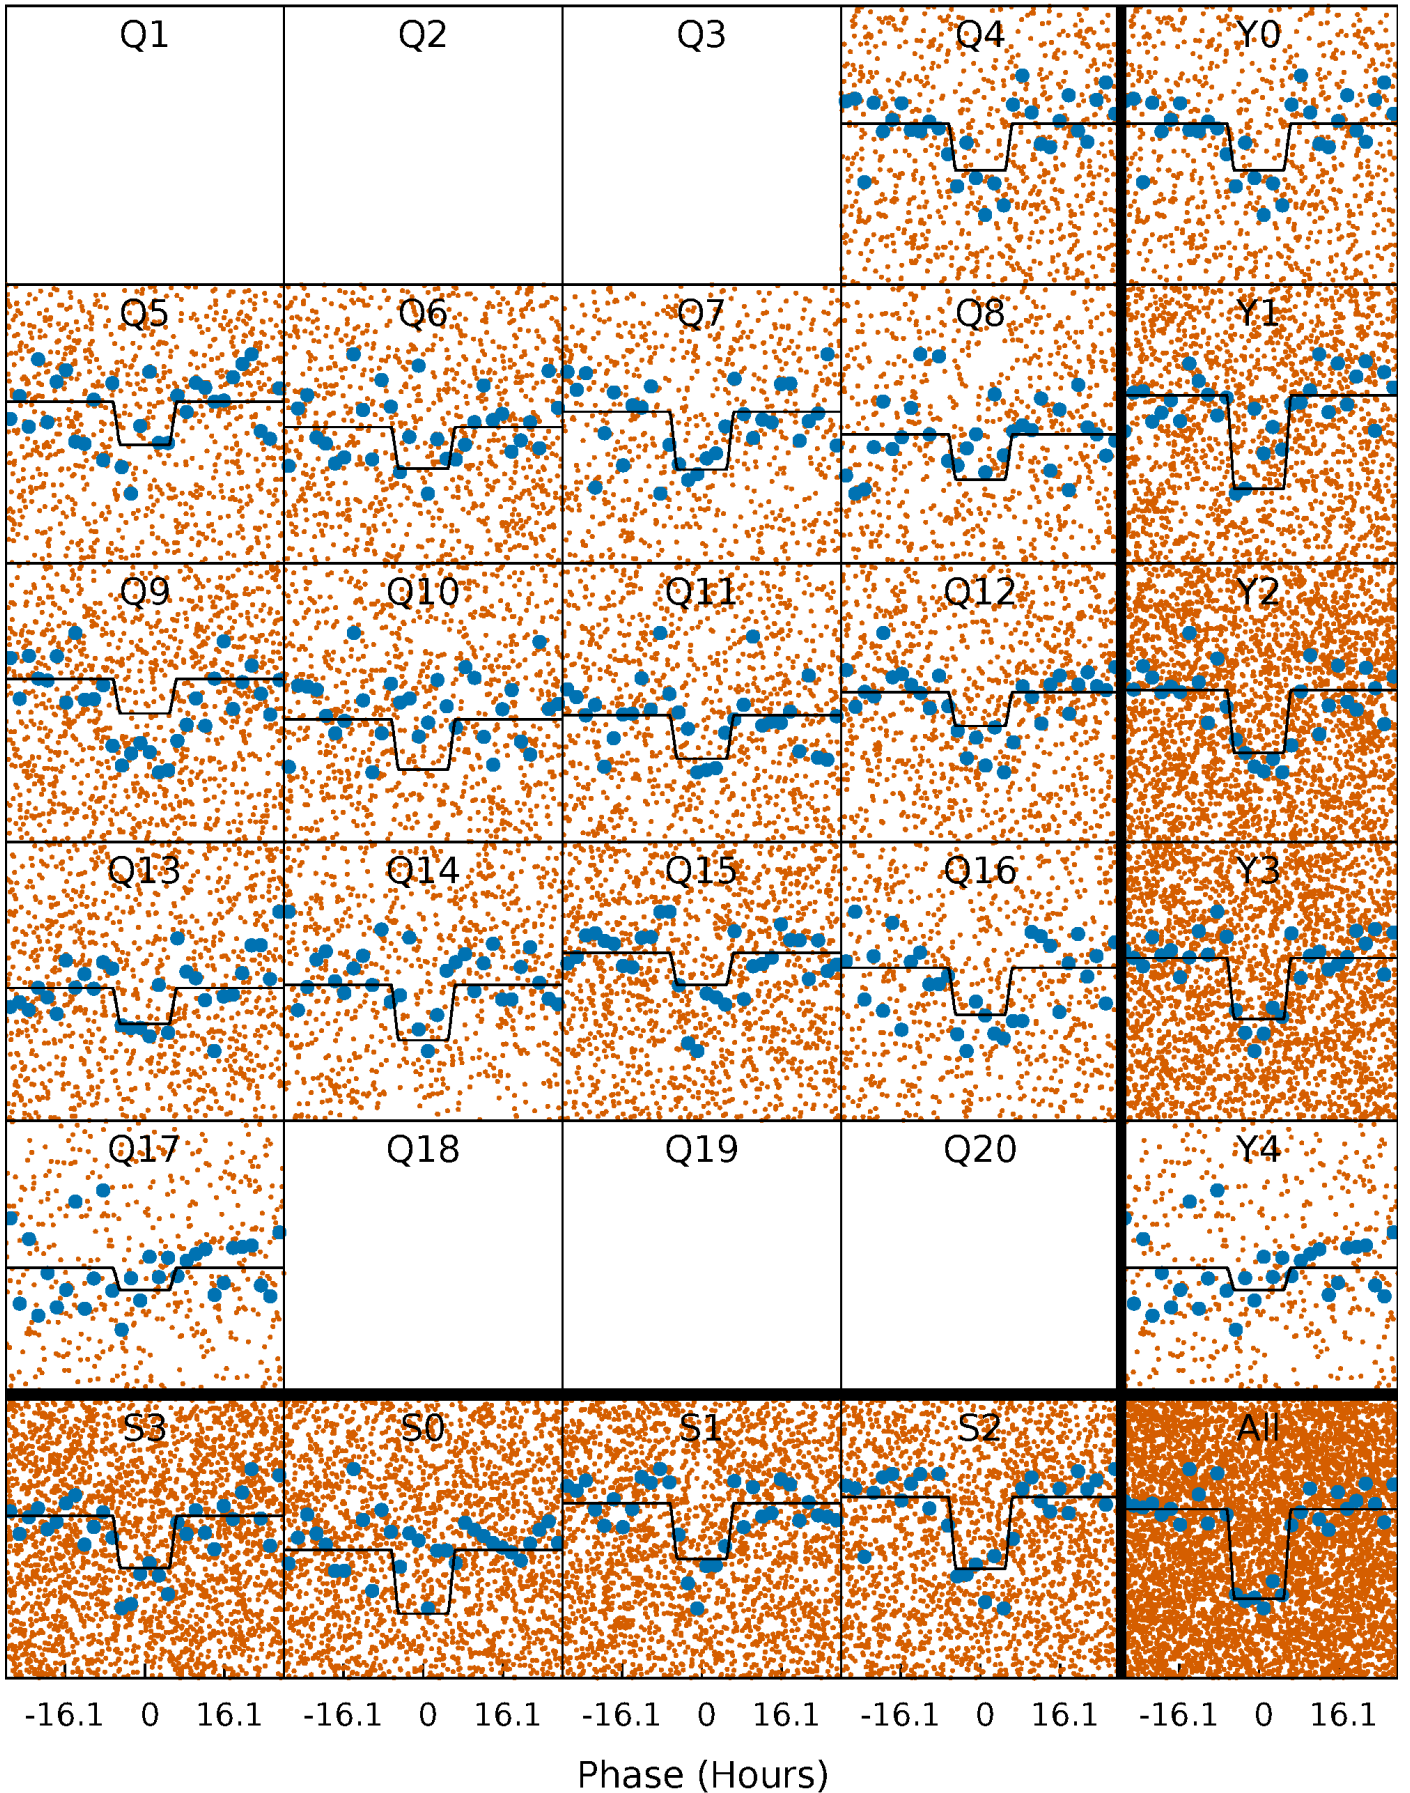 Q1 Q2 Q3 Q4 Y0
Q5 Q6 Q7 Q8 Y1
Q9 Q10 Q11 Q12 Y2
Q13 Q14 Q15 Q16 Y3
Q17 Q18 Q19 Q20 Y4
S3 S0 S1 S2 All
-16.1 0 16.1 -16.1 0 16.1 -16.1 0 16.1 -16.1 0 16.1 -16.1 0 16.1
Phase (Hours)